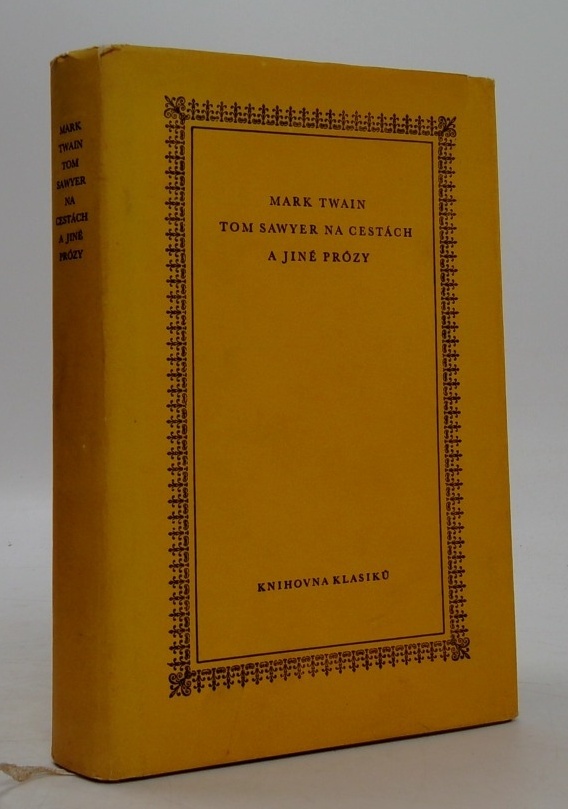 MARK
TWAIN
TOM
SAWYER
NA
CESTÁCH
A JINÉ
PRÓZY
MARK TWAIN
TOM SAWYER NA CESTÁCH
A JINÉ PRÓZY
KNIHOVNA KLASIKŮ